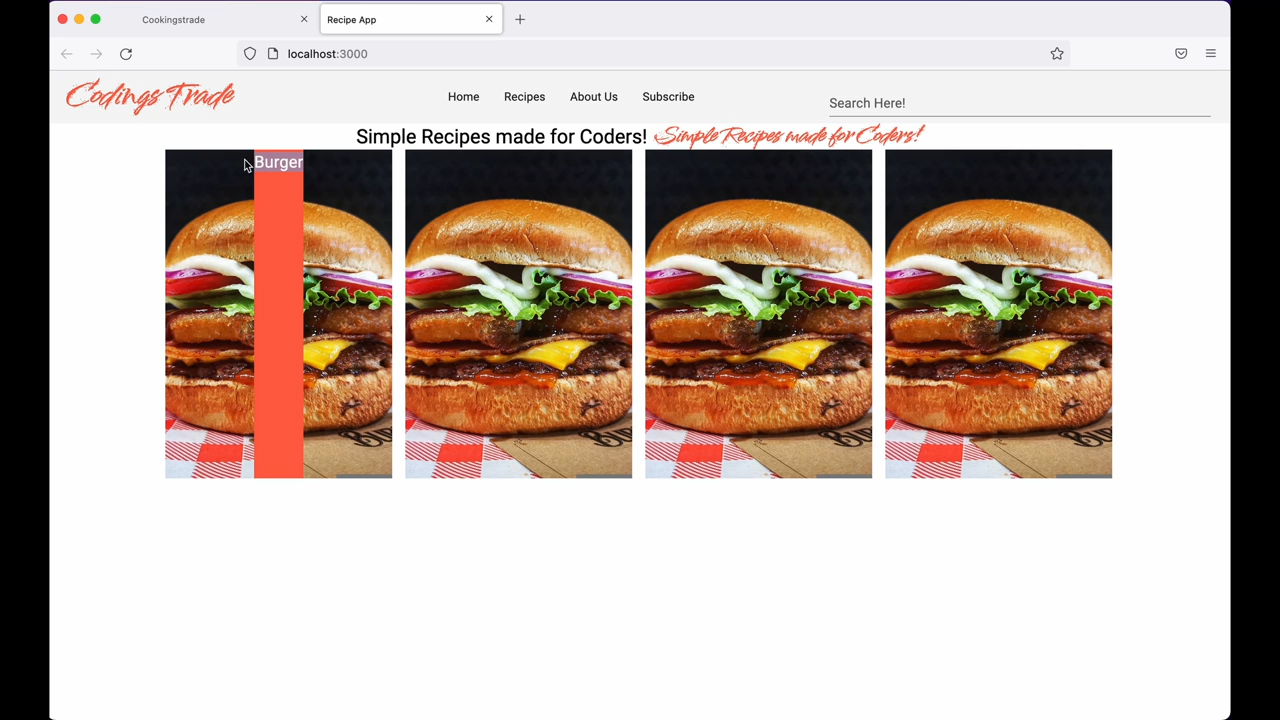 Cookingstrade
Recipe App
localhost:3000
Codings Trade
Home
Recipes
About Us
Subscribe
Search Here!
Simple Recipes made for Coders! Simple Recipes made for Coders!
Burger